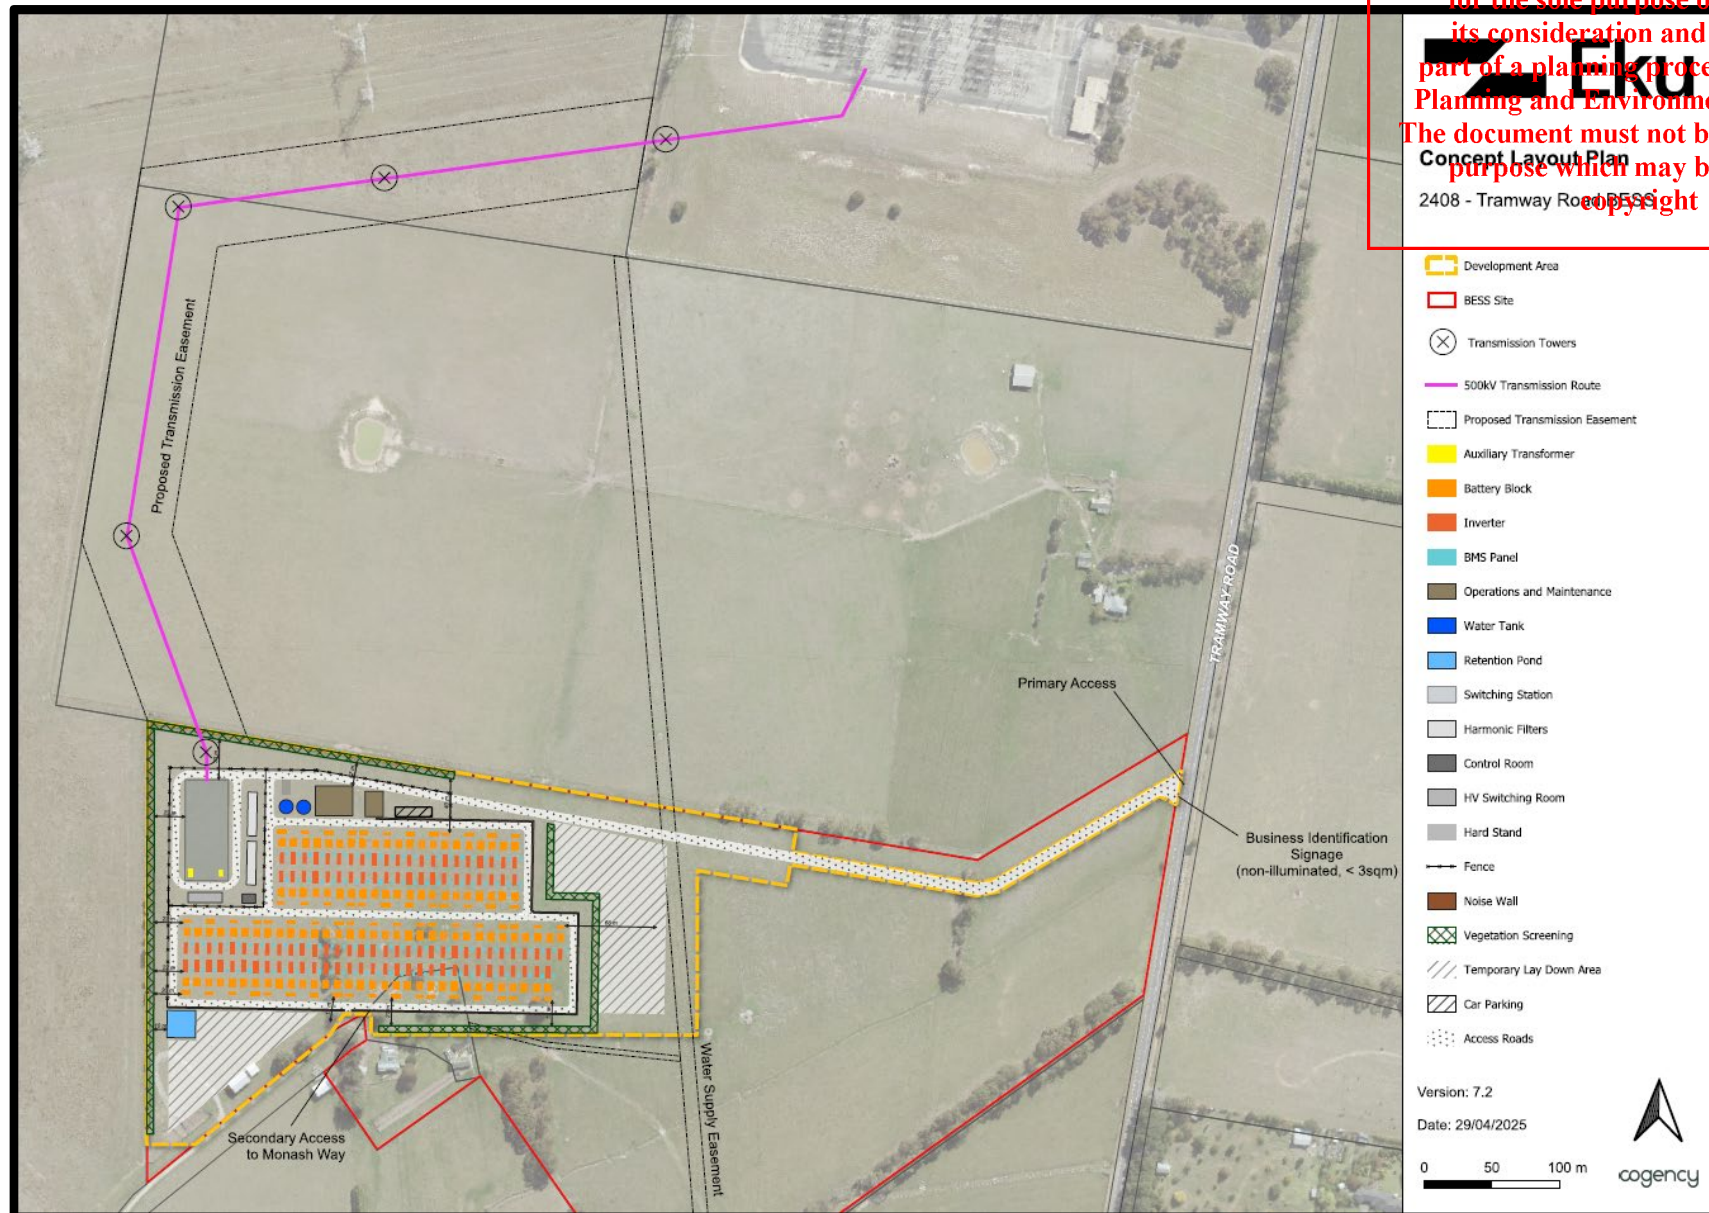 for the sole purpose o
its consideration and
part of a planning proce
Planning and Environme
The document must not b
purpose which may b
copyright
Eku
Concept Layout Plan
2408 - Tramway Road BESS
Development Area
BESS Site
Transmission Towers
500kV Transmission Route
Proposed Transmission Easement
Auxiliary Transformer
Battery Block
Inverter
BMS Panel
Operations and Maintenance
Water Tank
Retention Pond
Switching Station
Harmonic Filters
Control Room
HV Switching Room
Hard Stand
Fence
Noise Wall
Vegetation Screening
Temporary Lay Down Area
Car Parking
Access Roads
Version: 7.2
Date: 29/04/2025
0 50 100 m
cogency
Proposed Transmission Easement
TRAMWAY ROAD
Primary Access
Business Identification
Signage
(non-illuminated, < 3sqm)
Water Supply Easement
Secondary Access
to Monash Way